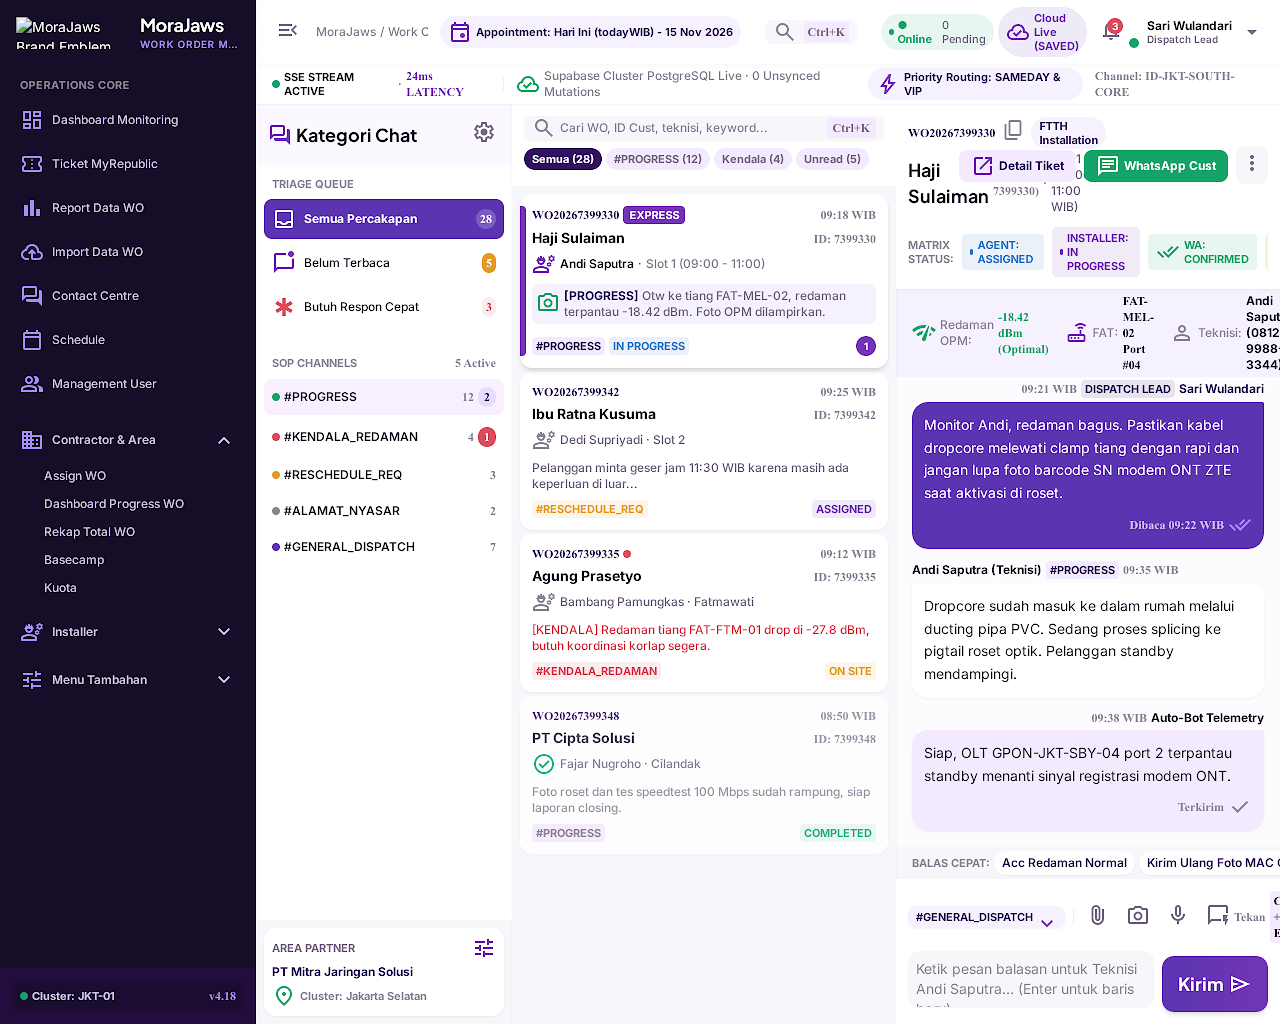 MoraJaws
Brand Emblem
MoraJaws
WORK ORDER M...
OPERATIONS CORE
Dashboard Monitoring
Ticket MyRepublic
Report Data WO
Import Data WO
Contact Centre
Schedule
Management User
Contractor & Area
Assign WO
Dashboard Progress WO
Rekap Total WO
Basecamp
Kuota
Installer
Menu Tambahan
Cluster: JKT-01
v4.18
MoraJaws / Work C
Appointment: Hari Ini (todayWIB) - 15 Nov 2026
Ctrl+K
Online
0
Pending
Cloud
Live
(SAVED)
3
Sari Wulandari
Dispatch Lead
SSE STREAM
ACTIVE
· 24ms
LATENCY
Supabase Cluster PostgreSQL Live · 0 Unsynced
Mutations
Priority Routing: SAMEDAY &
VIP
Channel: ID-JKT-SOUTH-
CORE
Kategori Chat
TRIAGE QUEUE
Semua Percakapan
28
Belum Terbaca
5
Butuh Respon Cepat
3
SOP CHANNELS
5 Active
#PROGRESS
12
2
#KENDALA_REDAMAN
4
1
#RESCHEDULE_REQ
3
#ALAMAT_NYASAR
2
#GENERAL_DISPATCH
7
AREA PARTNER
PT Mitra Jaringan Solusi
Cluster: Jakarta Selatan
Cari WO, ID Cust, teknisi, keyword...
Ctrl+K
Semua (28)
#PROGRESS (12)
Kendala (4)
Unread (5)
WO20267399330
EXPRESS
09:18 WIB
Haji Sulaiman
ID: 7399330
Andi Saputra · Slot 1 (09:00 - 11:00)
[PROGRESS] Otw ke tiang FAT-MEL-02, redaman
terpantau -18.42 dBm. Foto OPM dilampirkan.
#PROGRESS
IN PROGRESS
1
WO20267399342
09:25 WIB
Ibu Ratna Kusuma
ID: 7399342
Dedi Supriyadi · Slot 2
Pelanggan minta geser jam 11:30 WIB karena masih ada
keperluan di luar...
#RESCHEDULE_REQ
ASSIGNED
WO20267399335
09:12 WIB
Agung Prasetyo
ID: 7399335
Bambang Pamungkas · Fatmawati
[KENDALA] Redaman tiang FAT-FTM-01 drop di -27.8 dBm,
butuh koordinasi korlap segera.
#KENDALA_REDAMAN
ON SITE
WO20267399348
08:50 WIB
PT Cipta Solusi
ID: 7399348
Fajar Nugroho · Cilandak
Foto roset dan tes speedtest 100 Mbps sudah rampung, siap
laporan closing.
#PROGRESS
COMPLETED
WO20267399330
FTTH
Installation
Haji
Sulaiman
7399330)
11:00
WIB)
Detail Tiket
WhatsApp Cust
MATRIX
STATUS:
AGENT:
ASSIGNED
INSTALLER:
IN
PROGRESS
WA:
CONFIRMED
Redaman
OPM:
-18.42
dBm
(Optimal)
FAT:
FAT-
MEL-
02
Port
#04
Teknisi:
Andi
Saput
(0812
9988-
3344)
09:21 WIB
DISPATCH LEAD
Sari Wulandari
Monitor Andi, redaman bagus. Pastikan kabel
dropcore melewati clamp tiang dengan rapi dan
jangan lupa foto barcode SN modem ONT ZTE
saat aktivasi di roset.
Dibaca 09:22 WIB
Andi Saputra (Teknisi)
#PROGRESS
09:35 WIB
Dropcore sudah masuk ke dalam rumah melalui
ducting pipa PVC. Sedang proses splicing ke
pigtail roset optik. Pelanggan standby
mendampingi.
09:38 WIB
Auto-Bot Telemetry
Siap, OLT GPON-JKT-SBY-04 port 2 terpantau
standby menanti sinyal registrasi modem ONT.
Terkirim
BALAS CEPAT:
Acc Redaman Normal
Kirim Ulang Foto MAC
#GENERAL_DISPATCH
Tekan
Ketik pesan balasan untuk Teknisi
Andi Saputra... (Enter untuk baris
baru)
Kirim